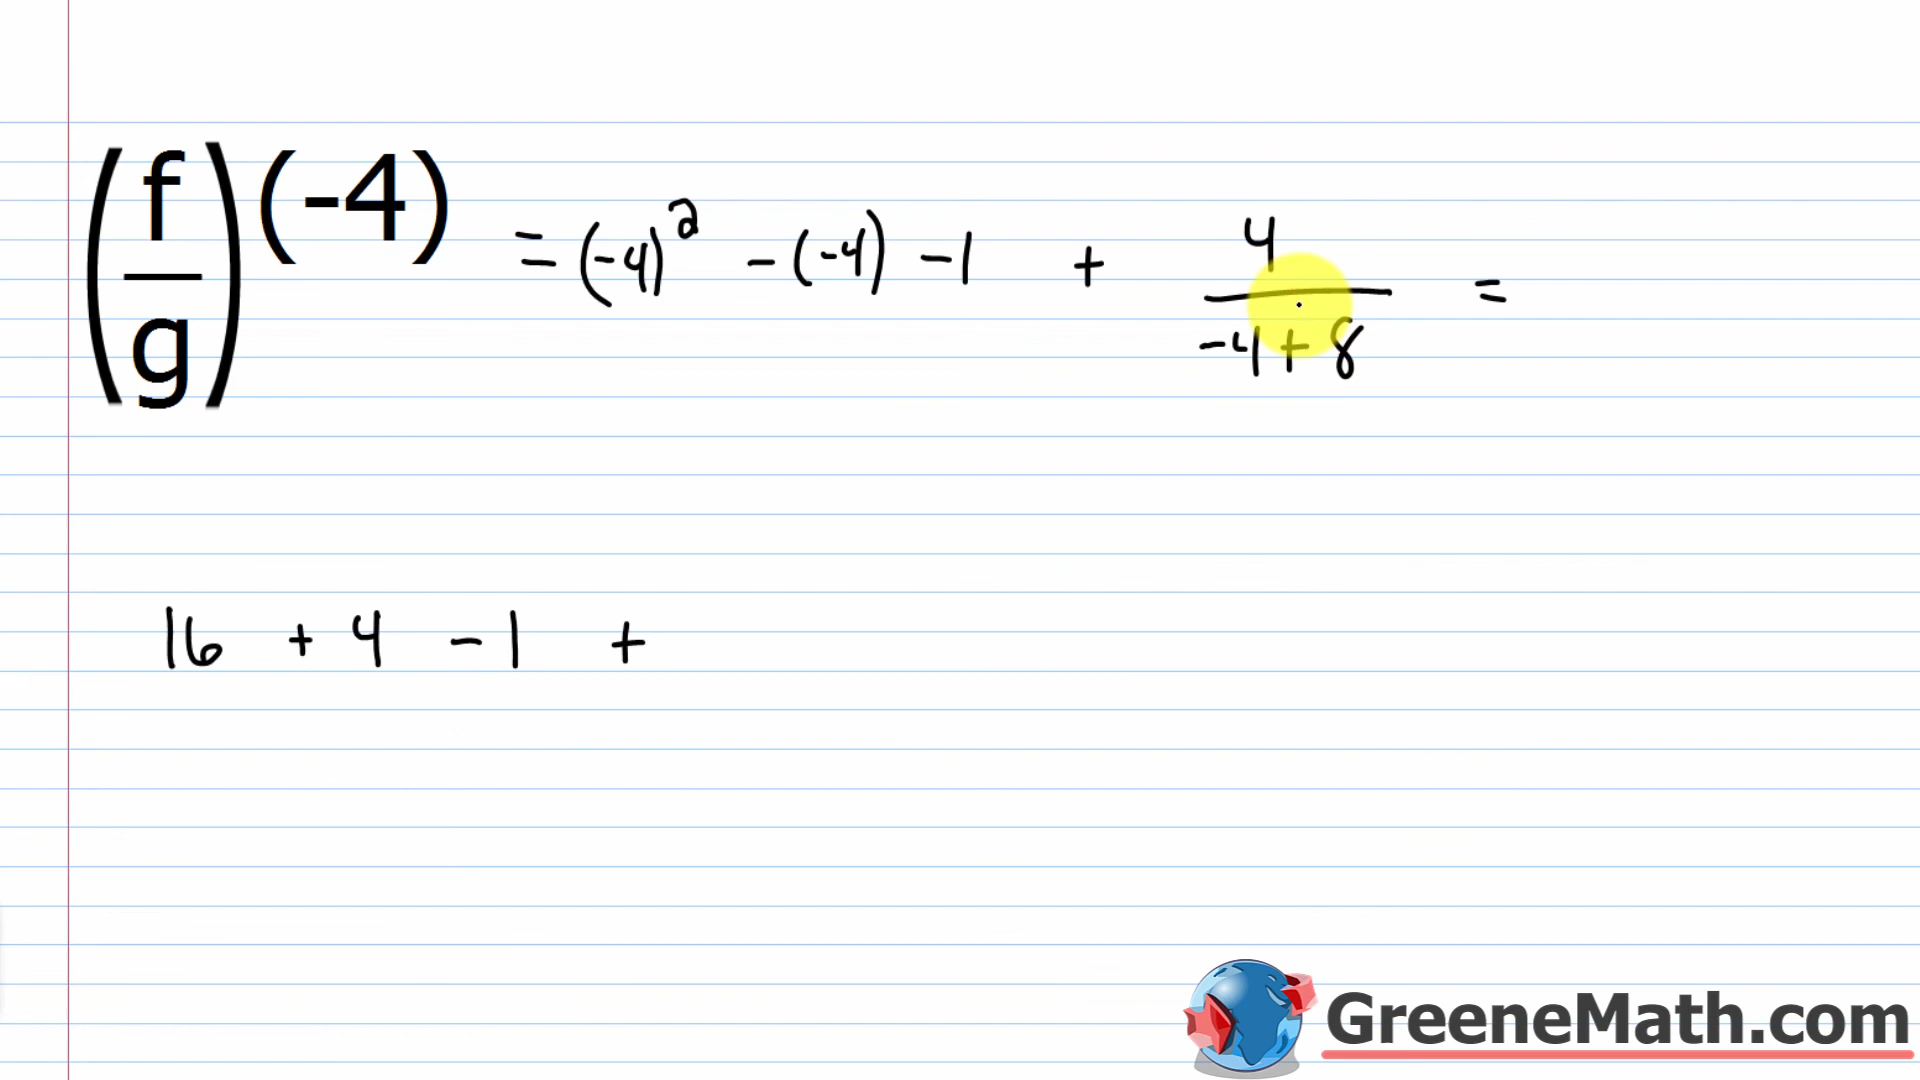 (f/g)(-4) = (-4)² - (-4) - 1 + 4/(-4+8) =
16 + 4 - 1 +
GreeneMath.com